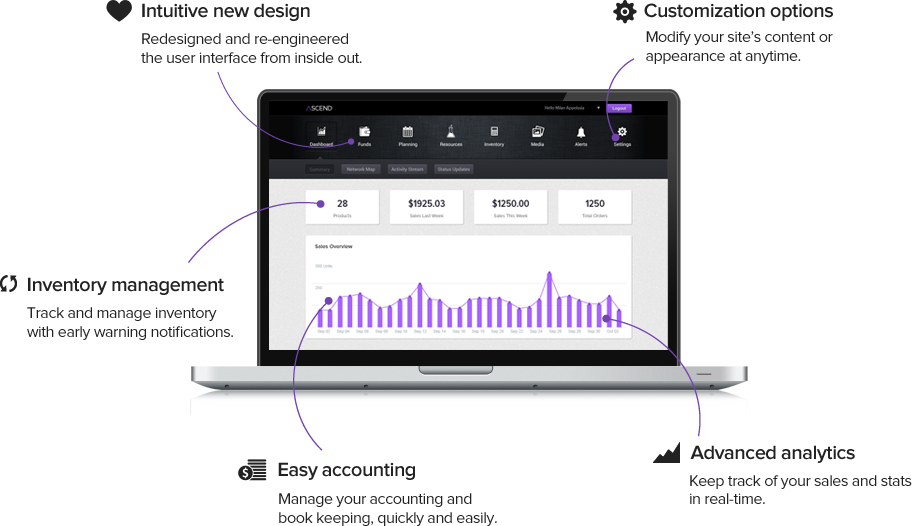 Intuitive new design
Redesigned and re-engineered
the user interface from inside out.
Customization options
Modify your site's content or
appearance at anytime.
ASCEND
Hello Milan Appolosa
Logout
Dashboard Funds Planning Resources Inventory Media Alerts Settings
Summary Network Map Activity Stream Status Updates
28 $1925.03 $1250.00 1250
Products Sales Last Week Sales This Week Total Orders
Sales Overview
250
Inventory management
Track and manage inventory
with early warning notifications.
Easy accounting
Manage your accounting and
book keeping, quickly and easily.
Advanced analytics
Keep track of your sales and stats
in real-time.